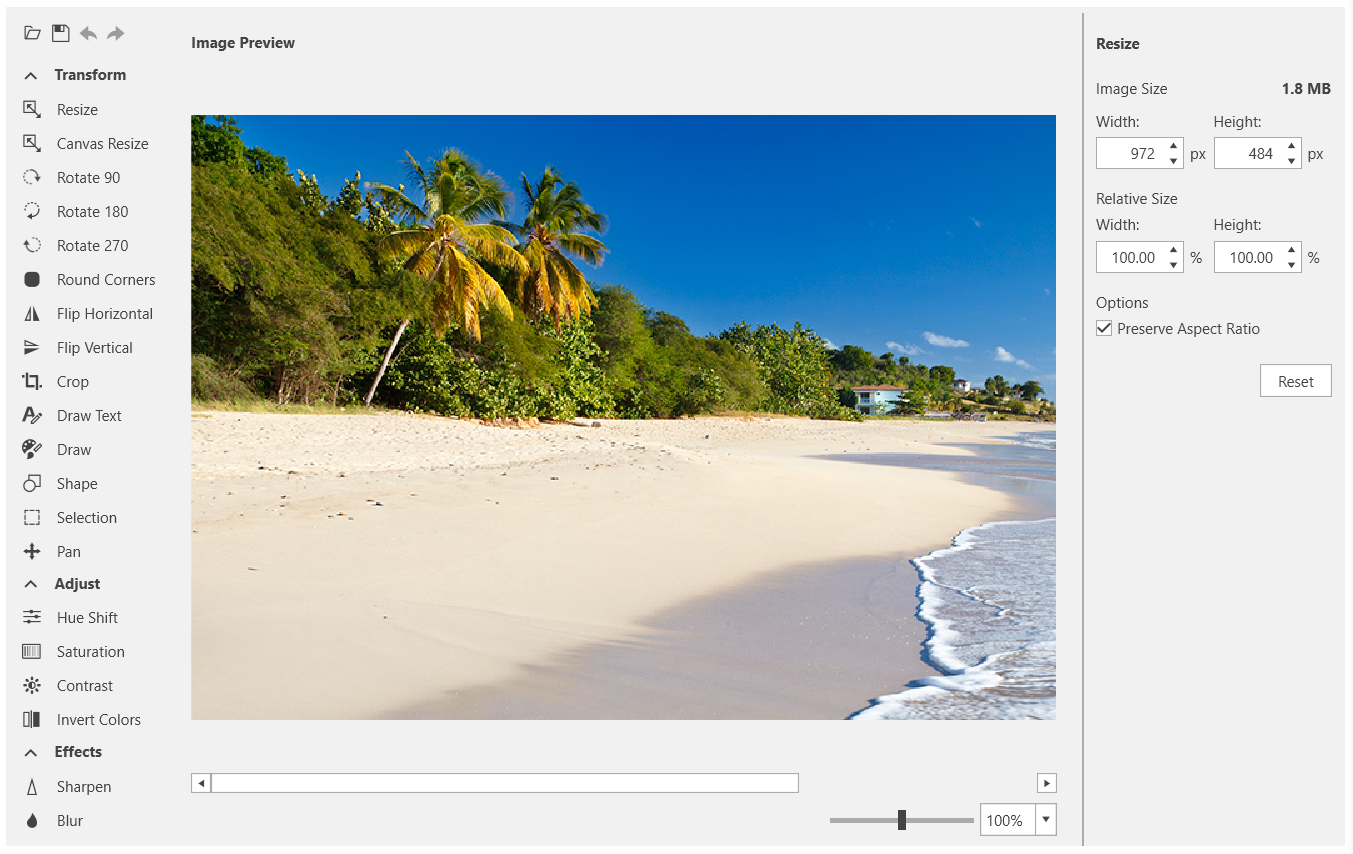 Image Preview
Transform
Resize
Canvas Resize
Rotate 90
Rotate 180
Rotate 270
Round Corners
Flip Horizontal
Flip Vertical
Crop
Draw Text
Draw
Shape
Selection
Pan
Adjust
Hue Shift
Saturation
Contrast
Invert Colors
Effects
Sharpen
Blur
100%
Resize
Image Size 1.8 MB
Width: Height:
972 px 484 px
Relative Size
Width: Height:
100.00 % 100.00 %
Options
Preserve Aspect Ratio
Reset